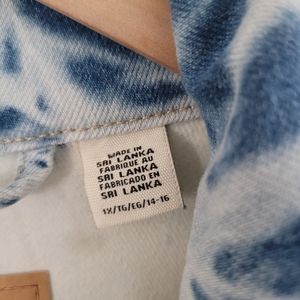 MADE IN
SRI LANKA
FABRIQUE AU
SRI LANKA
FABRICADO EN
SRI LANKA
1X/TG/EG/14-16